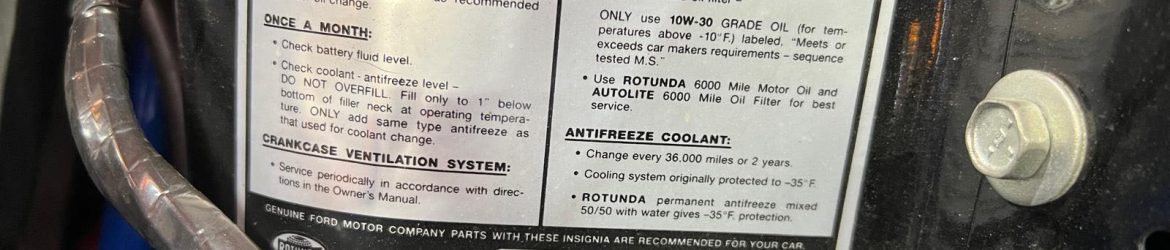 recommended
change.
ONCE A MONTH:
• Check battery fluid level.
• Check coolant - antifreeze level –
DO NOT OVERFILL. Fill only to 1" below
bottom of filler neck at operating tempera-
ture. ONLY add same type antifreeze as
that used for coolant change.
CRANKCASE VENTILATION SYSTEM:
• Service periodically in accordance with direc-
tions in the Owner's Manual.
ONLY use 10W-30 GRADE OIL (for tem-
peratures above -10°F.) labeled, "Meets or
exceeds car makers requirements – sequence
tested M.S."
• Use ROTUNDA 6000 Mile Motor Oil and
AUTOLITE 6000 Mile Oil Filter for best
service.
ANTIFREEZE COOLANT:
• Change every 36,000 miles or 2 years.
• Cooling system originally protected to –35°F.
• ROTUNDA permanent antifreeze mixed
50/50 with water gives –35°F. protection.
GENUINE FORD MOTOR COMPANY PARTS WITH THESE INSIGNIA ARE RECOMMENDED FOR YOUR CAR.